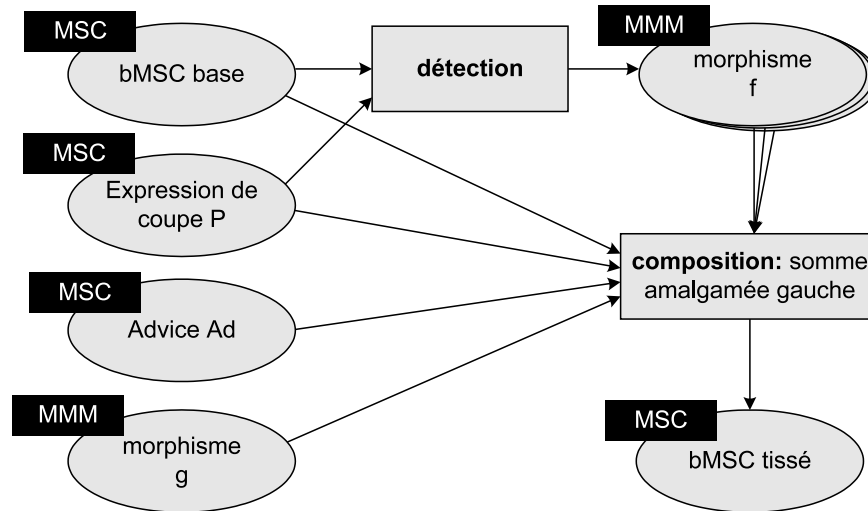 MSC
bMSC base
détection
MMM
morphisme
f
MSC
Expression de
coupe P
composition: somme
amalgamée gauche
MSC
Advice Ad
MMM
morphisme
g
MSC
bMSC tissé